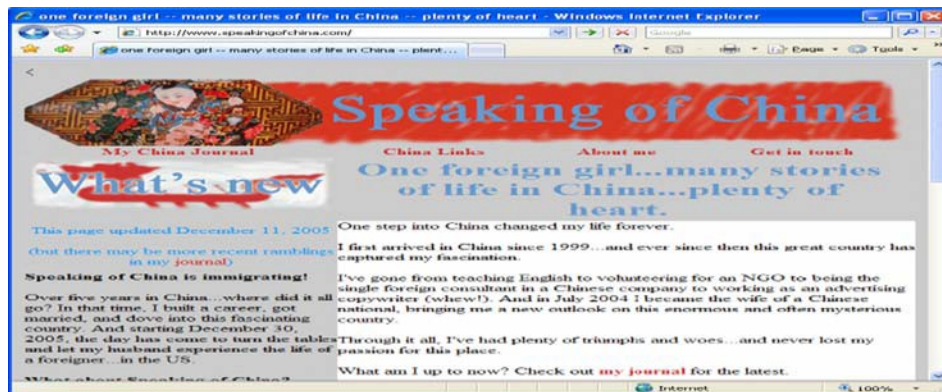 one foreign girl -- many stories of life in China -- plenty of heart - Windows Internet Explorer
http://www.speakingofchina.com/
Google
one foreign girl -- many stories of life in China -- plent...
Page
Tools
<
Speaking of China
My China Journal
China Links
About me
Get in touch
What's new
One foreign girl...many stories
of life in China...plenty of
heart.
This page updated December 11, 2005
(but there may be more recent ramblings
in my journal)
Speaking of China is immigrating!
Over five years in China...where did it all
go? In that time, I built a career, got
married, and dove into this fascinating
country. And starting December 30,
2005, the day has come to turn the tables
and let my husband experience the life of
a foreigner...in the US.
What about Speaking of China?
One step into China changed my life forever.
I first arrived in China since 1999...and ever since then this great country has
captured my fascination.
I've gone from teaching English to volunteering for an NGO to being the
single foreign consultant in a Chinese company to working as an advertising
copywriter (whew!). And in July 2004 I became the wife of a Chinese
national, bringing me a new outlook on this enormous and often mysterious
country.
Through it all, I've had plenty of triumphs and woes...and never lost my
passion for this place.
What am I up to now? Check out my journal for the latest.
Internet
100%